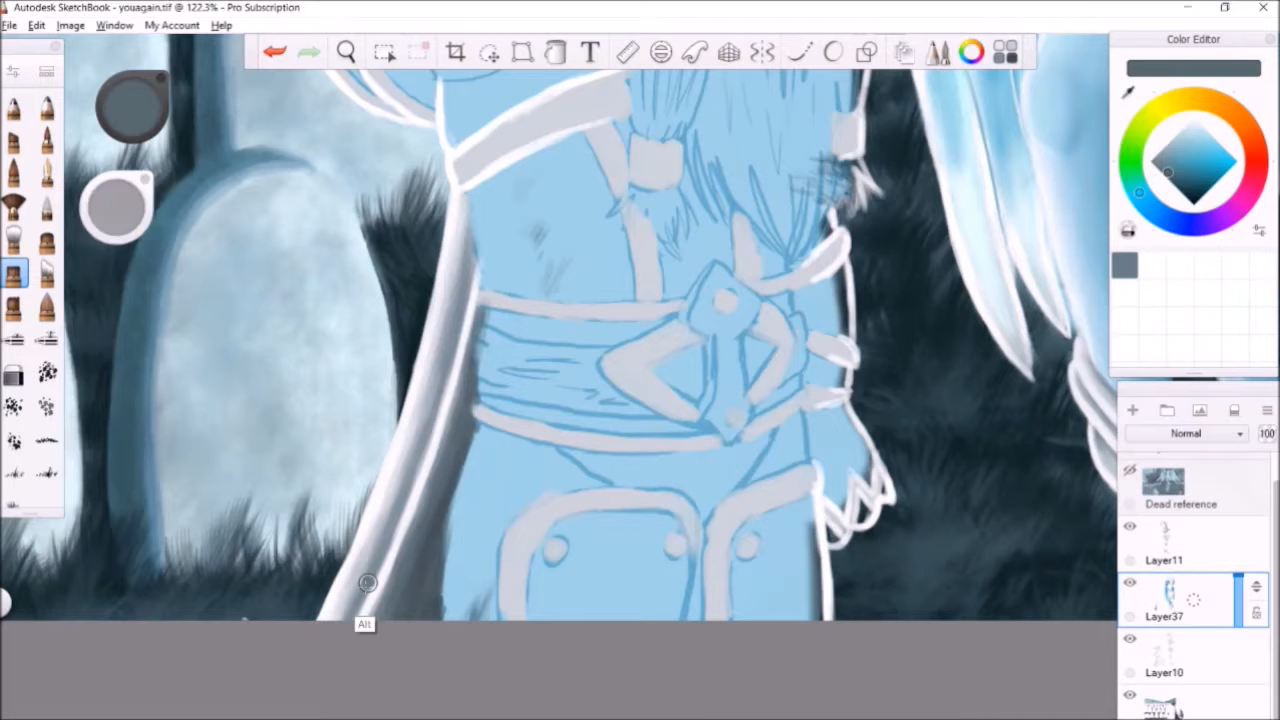 Autodesk SketchBook - youagain.tif @ 122.3% - Pro Subscription
File Edit Image Window My Account Help
T
Color Editor
Normal
100
Dead reference
Layer11
Layer37
Layer10
Alt